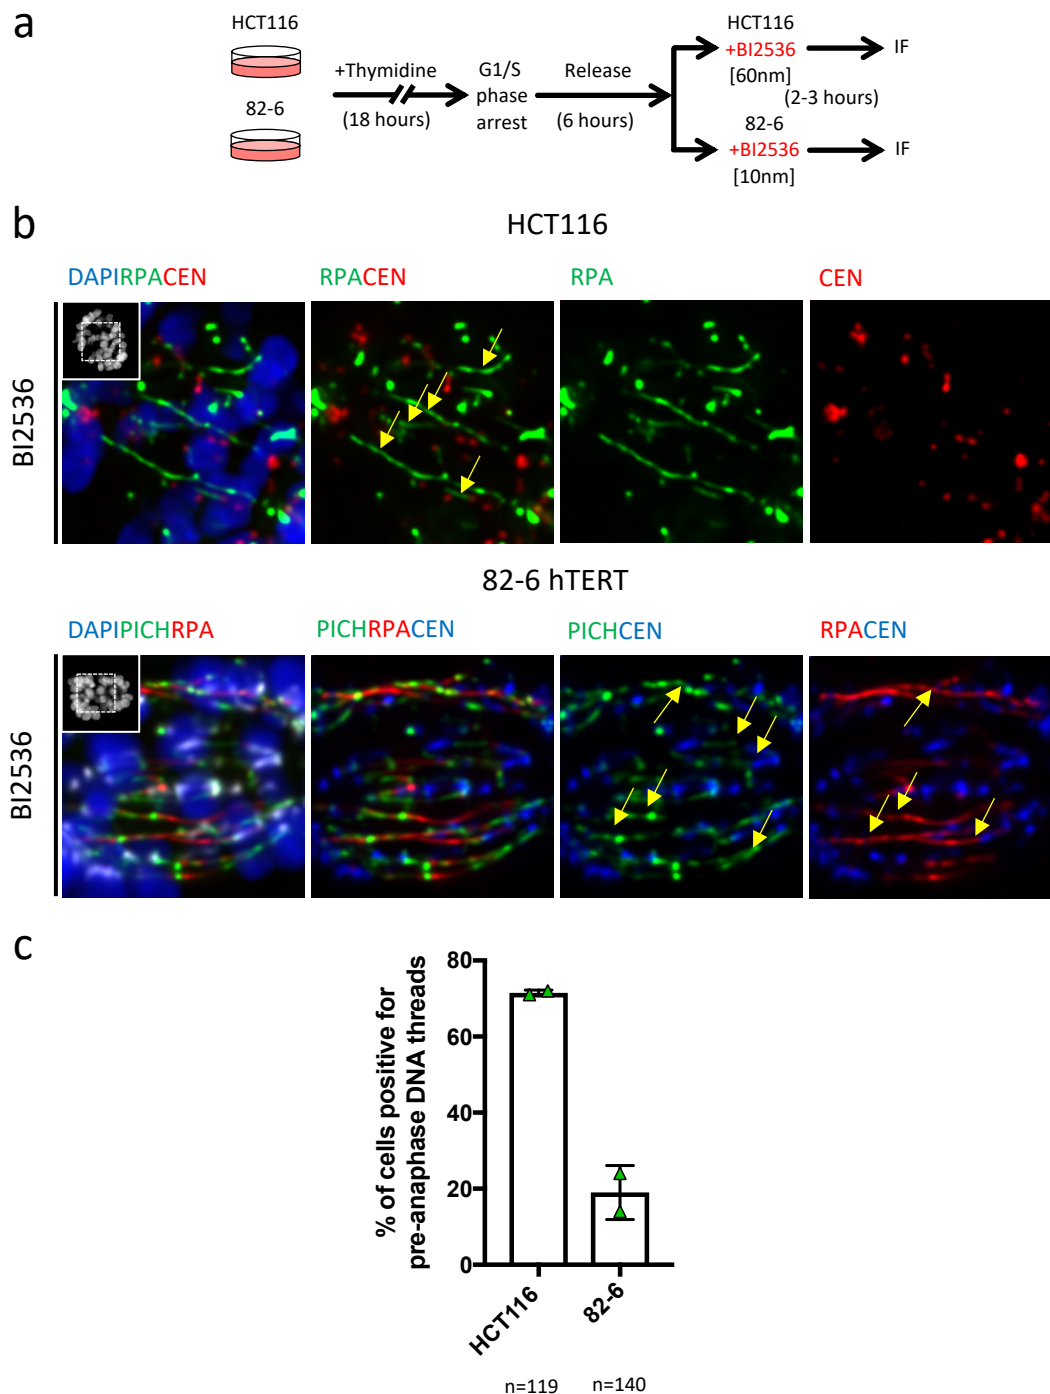 a
HCT116
82-6
+Thymidine
(18 hours)
G1/S
phase
arrest
Release
(6 hours)
HCT116
+BI2536
[60nm]
(2-3 hours)
IF
82-6
+BI2536
[10nm]
IF
b
HCT116
DAPIRPACEN
RPACEN
RPA
CEN
BI2536
82-6 hTERT
DAPIPICHRPA
PICHRPACEN
PICHCEN
RPACEN
BI2536
c
% of cells positive for
pre-anaphase DNA threads
80
60
40
20
0
HCT116
82-6
n=119
n=140